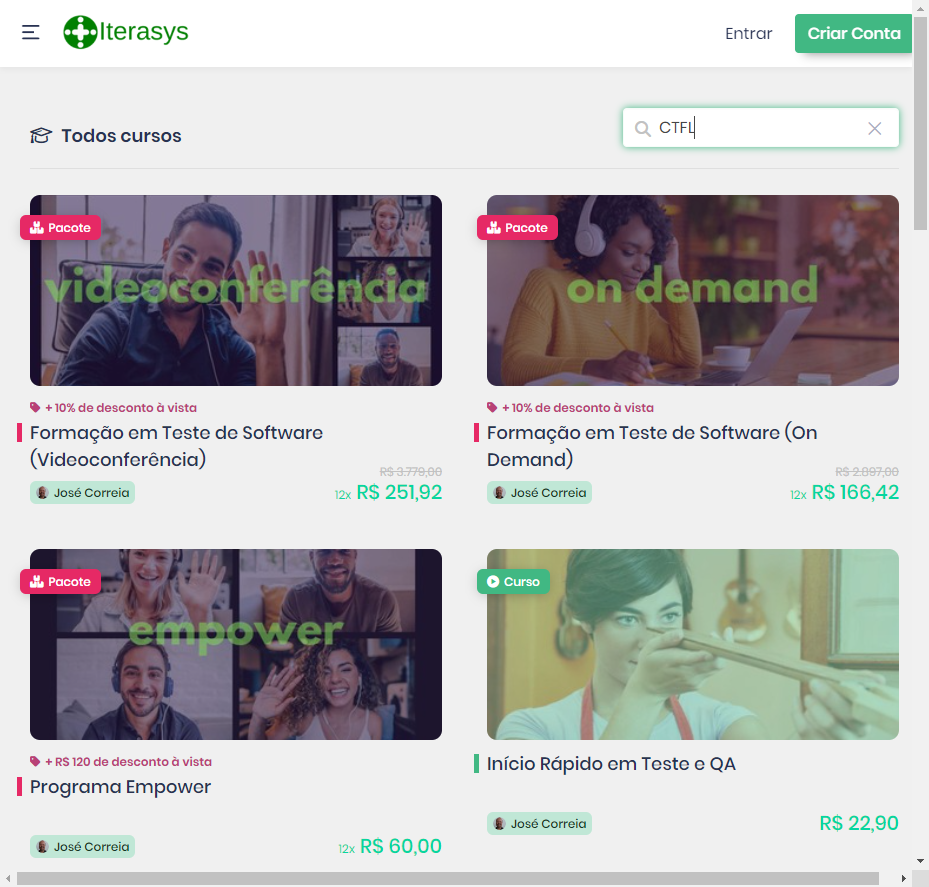 Iterasys
Entrar
Criar Conta
Todos cursos
CTFL
Pacote
videoconferência
+ 10% de desconto à vista
Formação em Teste de Software
(Videoconferência)
R$ 3.779,00
José Correia
12x R$ 251,92
Pacote
on demand
+ 10% de desconto à vista
Formação em Teste de Software (On
Demand)
R$ 2.897,00
José Correia
12x R$ 166,42
Pacote
empower
+ R$ 120 de desconto à vista
Programa Empower
José Correia
12x R$ 60,00
Curso
Início Rápido em Teste e QA
José Correia
R$ 22,90